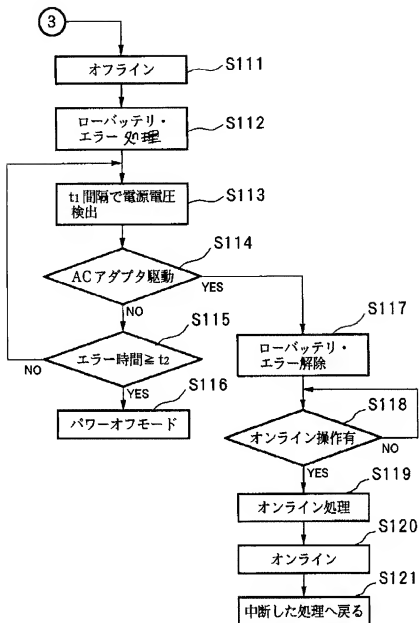 3
オフライン
S111
ローバッテリ・
エラー処理
S112
t₁間隔で電源電圧
検出
S113
ACアダプタ駆動
S114
YES
NO
エラー時間≧t₂
S115
NO
YES
パワーオフモード
S116
ローバッテリ・
エラー解除
S117
オンライン操作有
S118
NO
YES
オンライン処理
S119
オンライン
S120
中断した処理へ戻る
S121